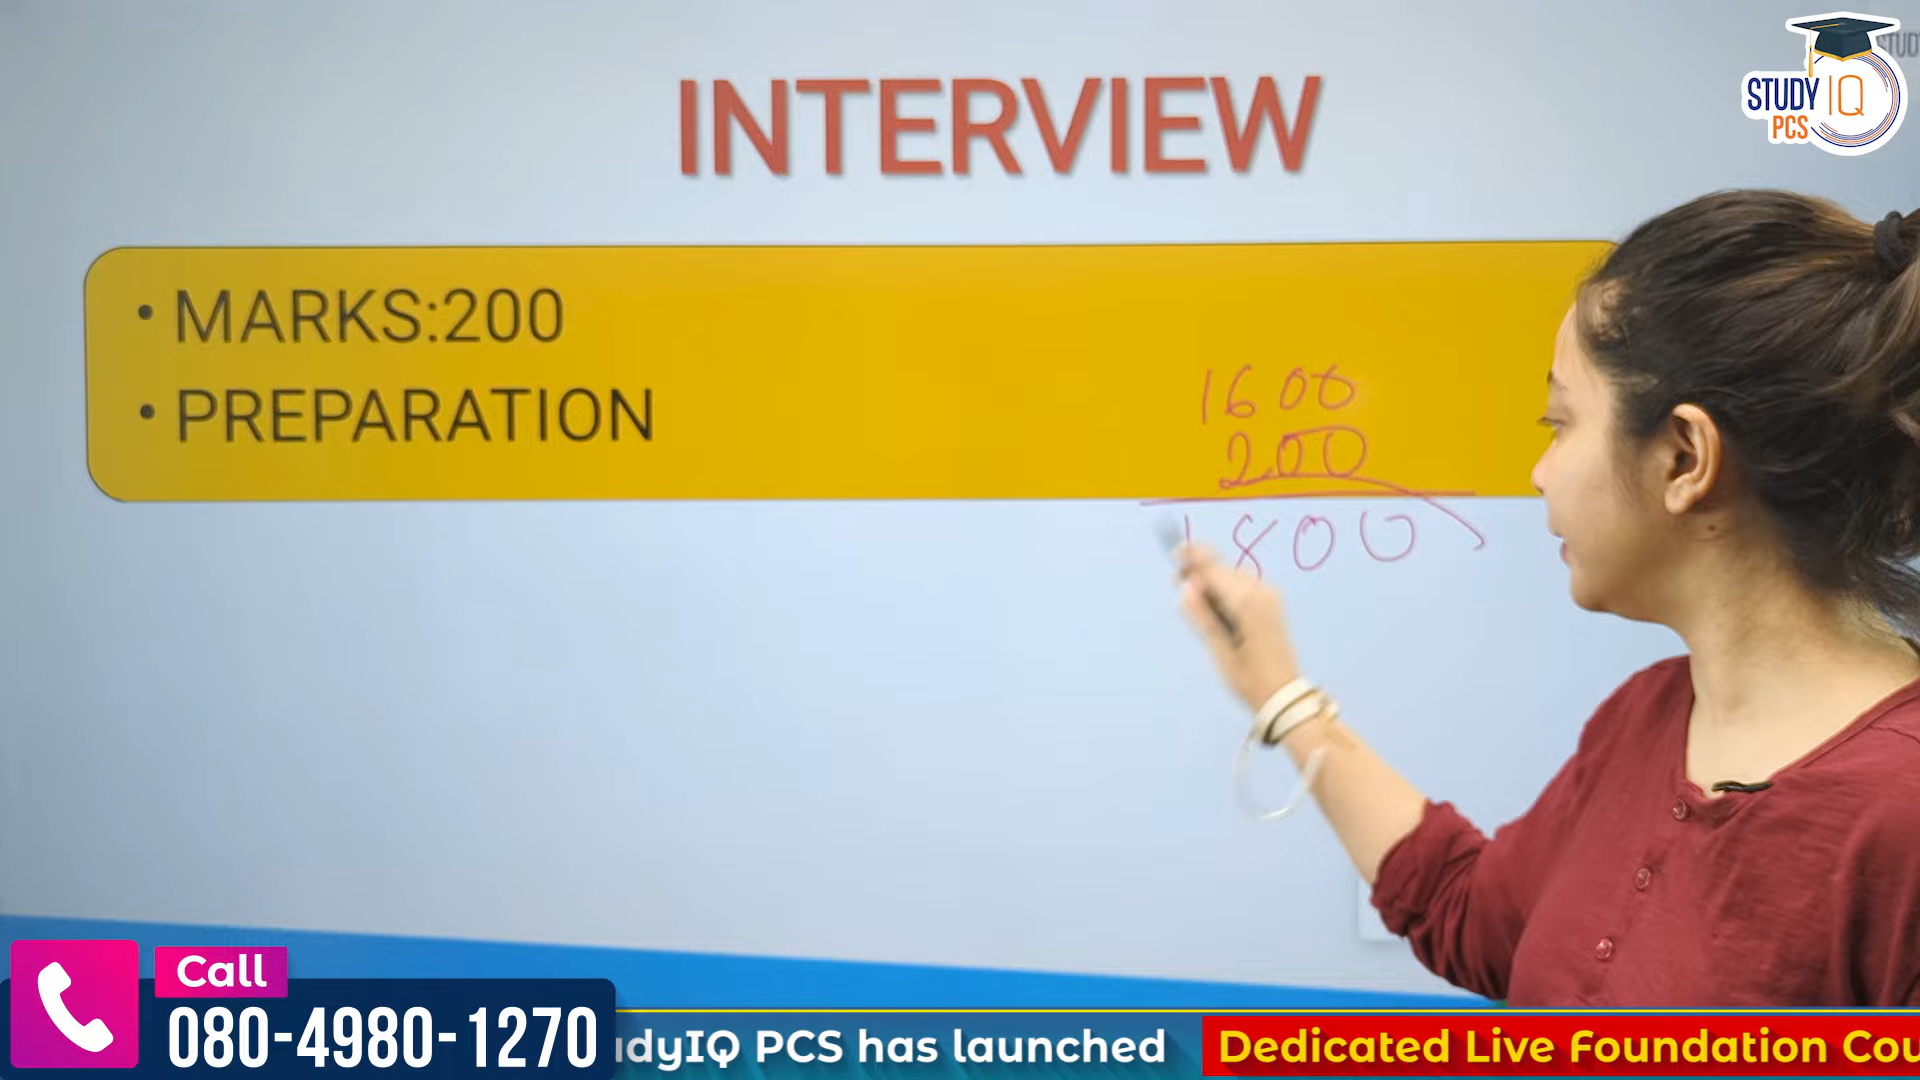 INTERVIEW
STUDY IQ
PCS
• MARKS:200
• PREPARATION
1600
200
1800
Call
080-4980-1270
dyIQ PCS has launched
Dedicated Live Foundation Cou